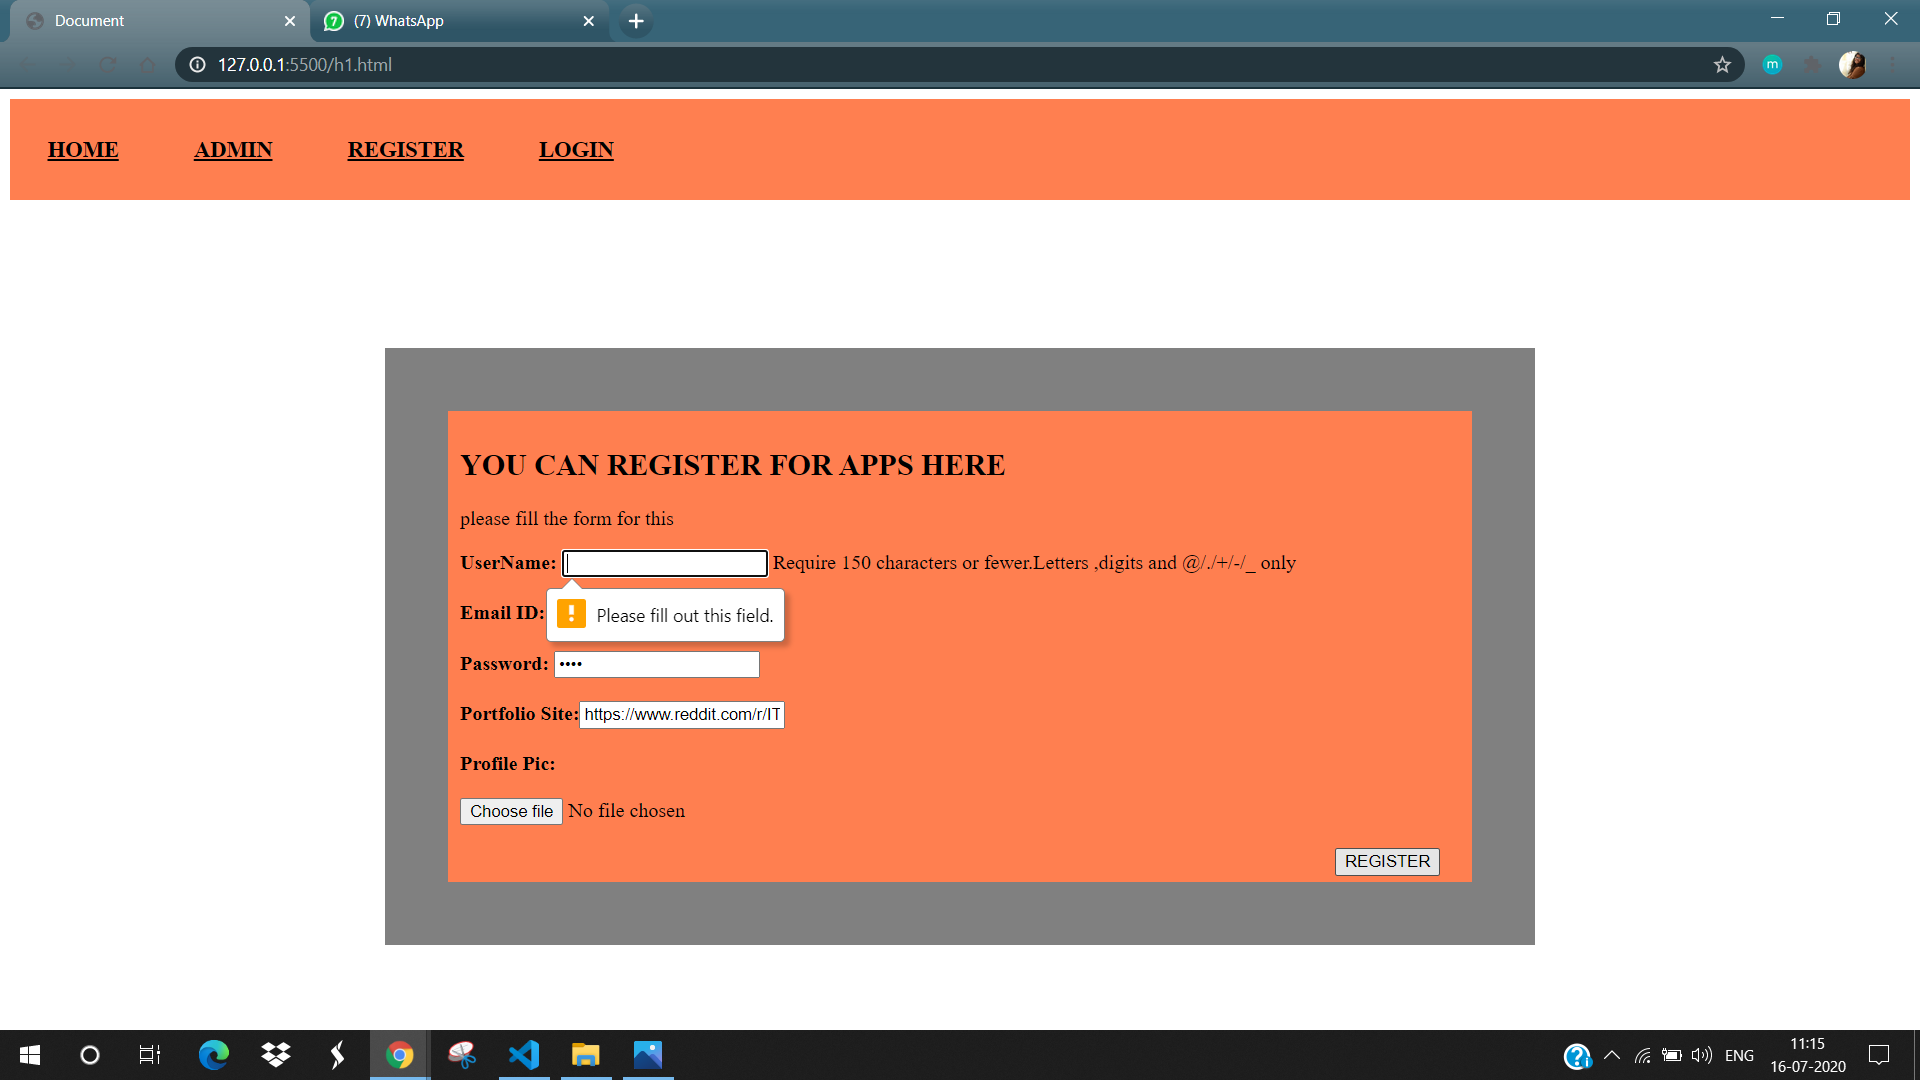 Document
(7) WhatsApp
127.0.0.1:5500/h1.html
m
HOME ADMIN REGISTER LOGIN
YOU CAN REGISTER FOR APPS HERE
please fill the form for this
UserName: Require 150 characters or fewer.Letters ,digits and @/./+/-/_ only
Email ID:
Please fill out this field.
Password: ••••
Portfolio Site: https://www.reddit.com/r/IT
Profile Pic:
Choose file No file chosen
REGISTER
ENG
11:15
16-07-2020